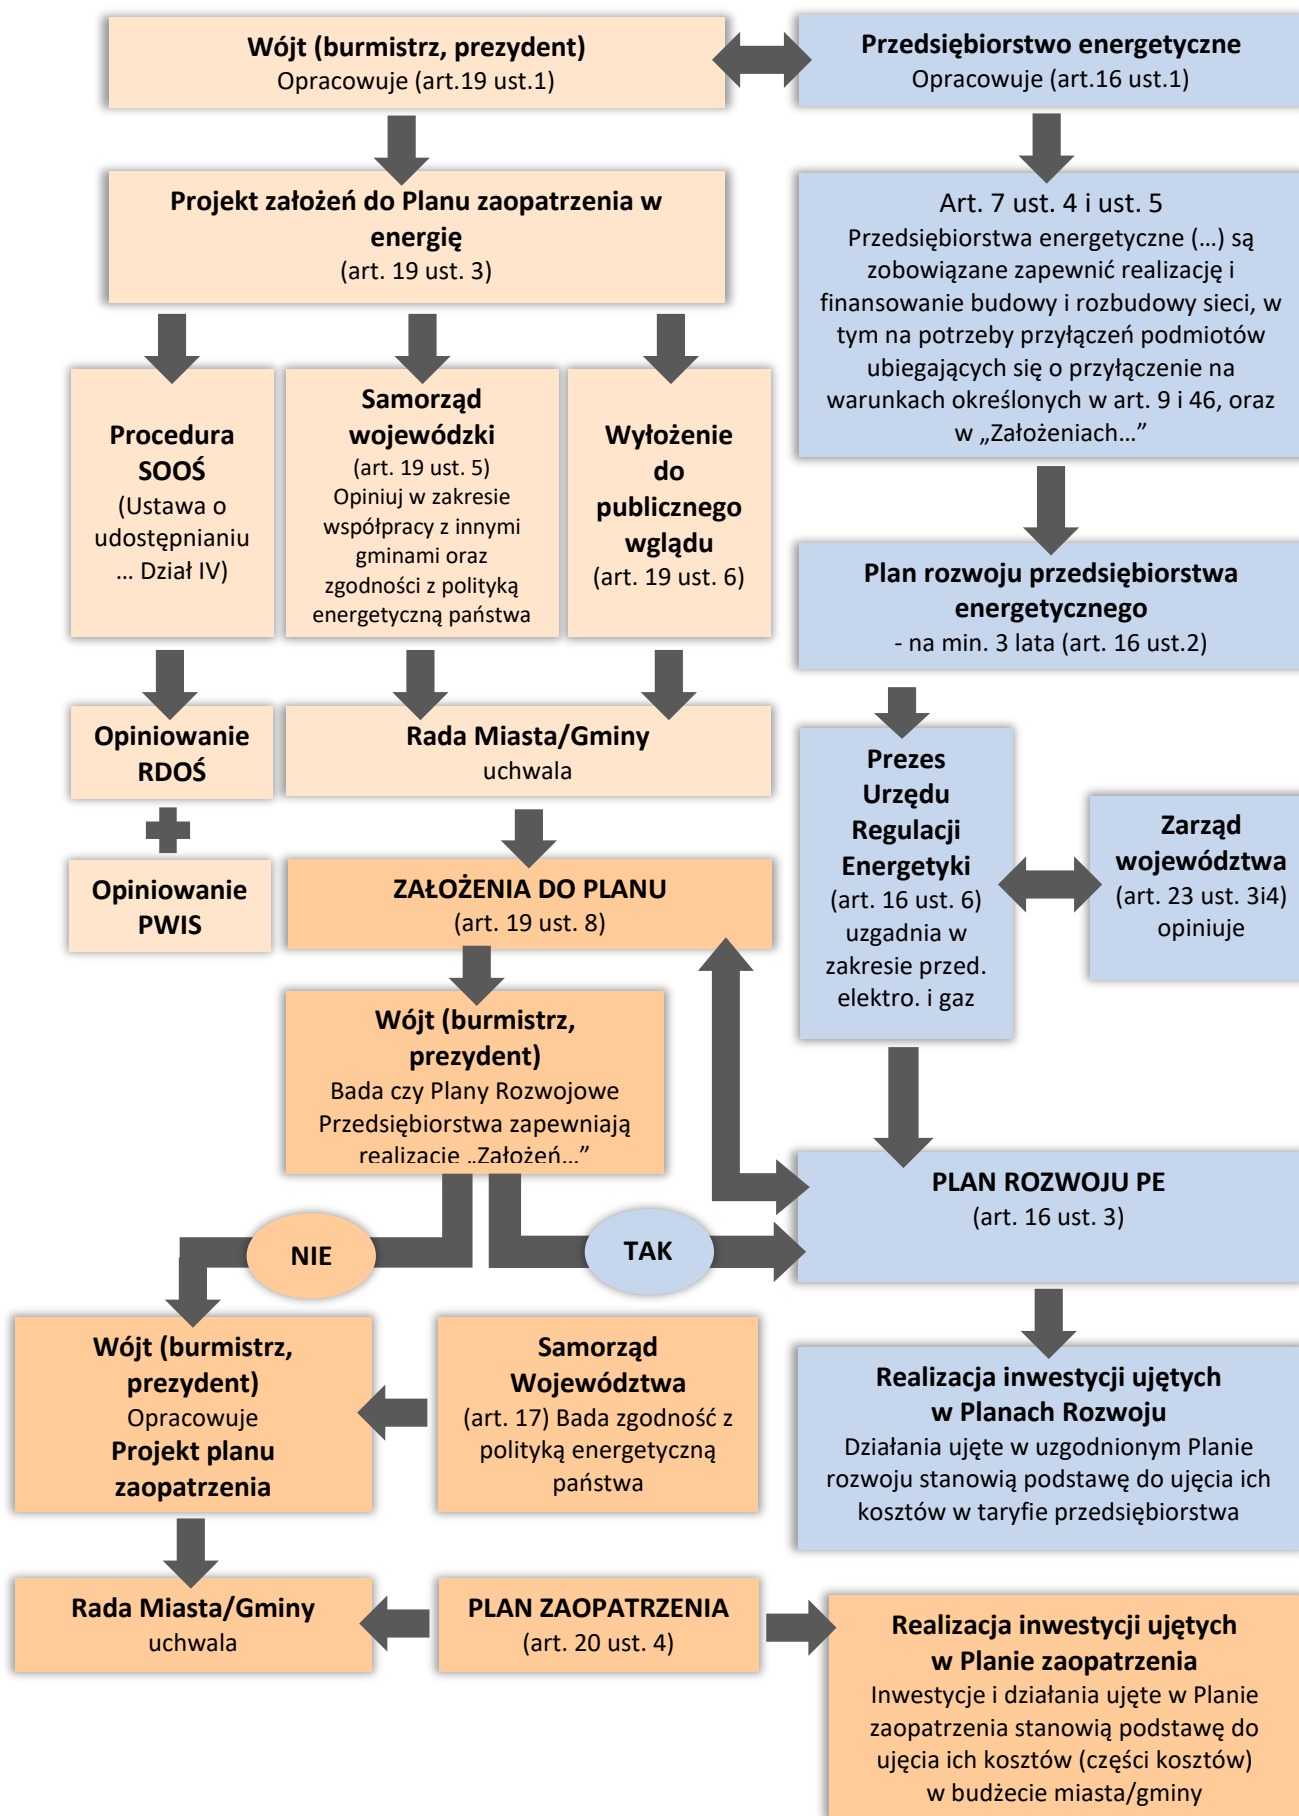 Wójt (burmistrz, prezydent)
Opracowuje (art.19 ust.1)
Przedsiębiorstwo energetyczne
Opracowuje (art.16 ust.1)
Projekt założeń do Planu zaopatrzenia w
energię
(art. 19 ust. 3)
Art. 7 ust. 4 i ust. 5
Przedsiębiorstwa energetyczne (...) są
zobowiązane zapewnić realizację i
finansowanie budowy i rozbudowy sieci, w
tym na potrzeby przyłączeń podmiotów
ubiegających się o przyłączenie na
warunkach określonych w art. 9 i 46, oraz
w „Założeniach...”
Procedura
SOOŚ
(Ustawa o
udostępnianiu
... Dział IV)
Samorząd
wojewódzki
(art. 19 ust. 5)
Opiniuj w zakresie
współpracy z innymi
gminami oraz
zgodności z polityką
energetyczną państwa
Wyłożenie
do
publicznego
wglądu
(art. 19 ust. 6)
Plan rozwoju przedsiębiorstwa
energetycznego
- na min. 3 lata (art. 16 ust.2)
Opiniowanie
RDOŚ
Rada Miasta/Gminy
uchwala
Prezes
Urzędu
Regulacji
Energetyki
(art. 16 ust. 6)
uzgadnia w
zakresie przed.
elektro. i gaz
Zarząd
województwa
(art. 23 ust. 3i4)
opiniuje
Opiniowanie
PWIS
ZAŁOŻENIA DO PLANU
(art. 19 ust. 8)
Wójt (burmistrz,
prezydent)
Bada czy Plany Rozwojowe
Przedsiębiorstwa zapewniają
realizację „Założeń...”
PLAN ROZWOJU PE
(art. 16 ust. 3)
NIE
TAK
Wójt (burmistrz,
prezydent)
Opracowuje
Projekt planu
zaopatrzenia
Samorząd
Województwa
(art. 17) Bada zgodność z
polityką energetyczną
państwa
Realizacja inwestycji ujętych
w Planach Rozwoju
Działania ujęte w uzgodnionym Planie
rozwoju stanowią podstawę do ujęcia ich
kosztów w taryfie przedsiębiorstwa
Rada Miasta/Gminy
uchwala
PLAN ZAOPATRZENIA
(art. 20 ust. 4)
Realizacja inwestycji ujętych
w Planie zaopatrzenia
Inwestycje i działania ujęte w Planie
zaopatrzenia stanowią podstawę do
ujęcia ich kosztów (części kosztów)
w budżecie miasta/gminy